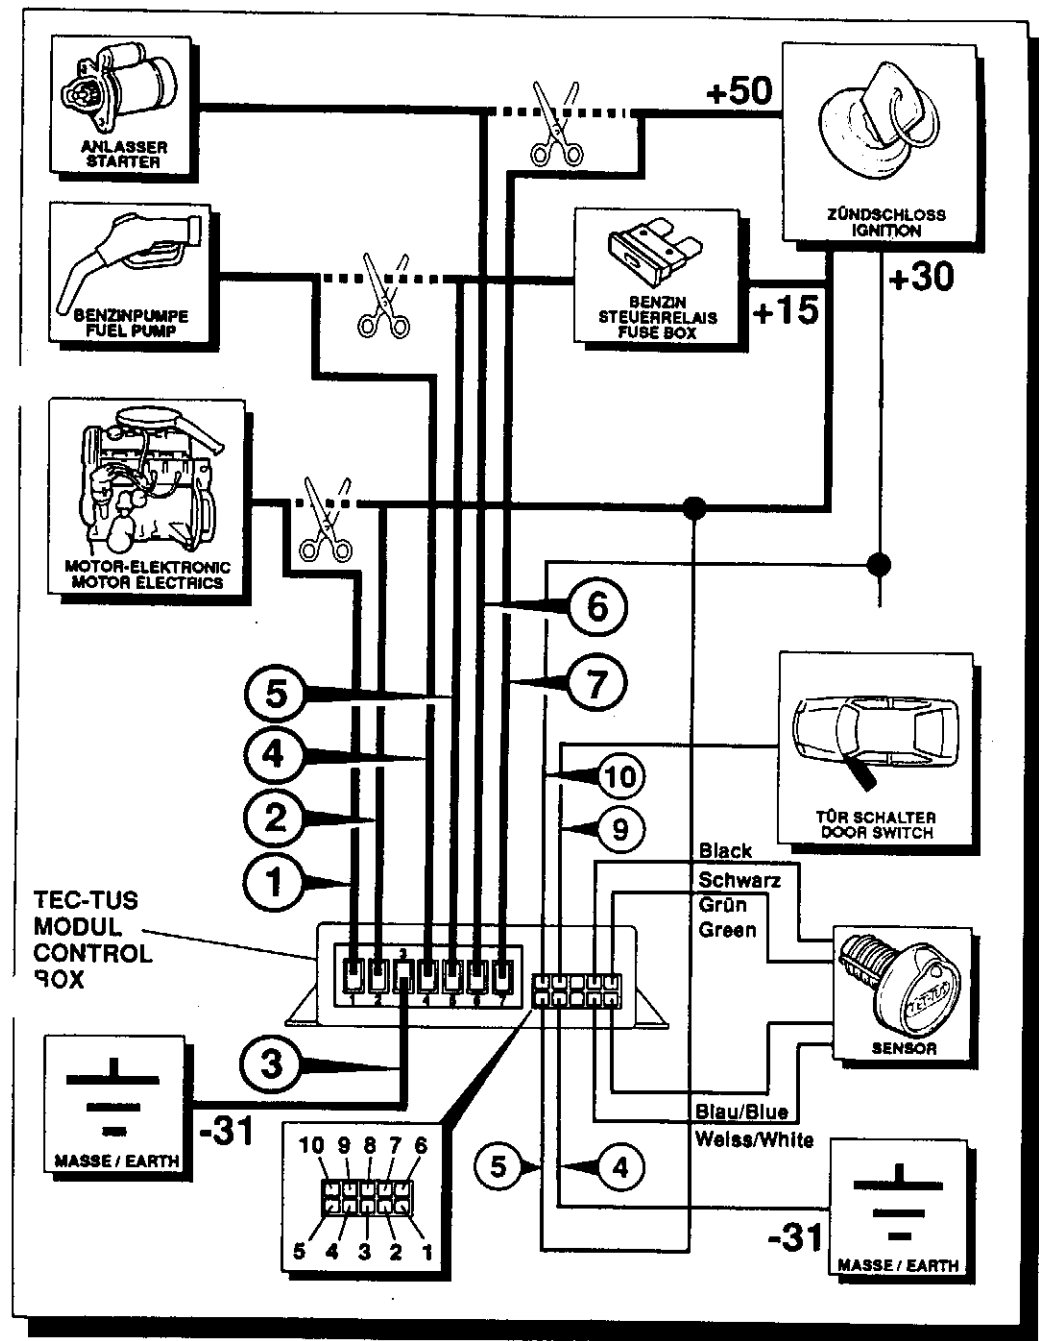 ANLASSER
STARTER
+50
ZÜNDSCHLOSS
IGNITION
BENZINPUMPE
FUEL PUMP
BENZIN
STEUERRELAIS
FUSE BOX
+15
+30
MOTOR-ELEKTRONIC
MOTOR ELECTRICS
6
5
7
4
10
2
9
1
TÜR SCHALTER
DOOR SWITCH
Black
Schwarz
Grün
Green
TEC-TUS
MODUL
CONTROL
BOX
3
1 2 4 5 6 7
TEC-TUS
SENSOR
3
-31
MASSE / EARTH
10 9 8 7 6
5 4 3 2 1
Blau/Blue
Weiss/White
5
4
-31
MASSE / EARTH